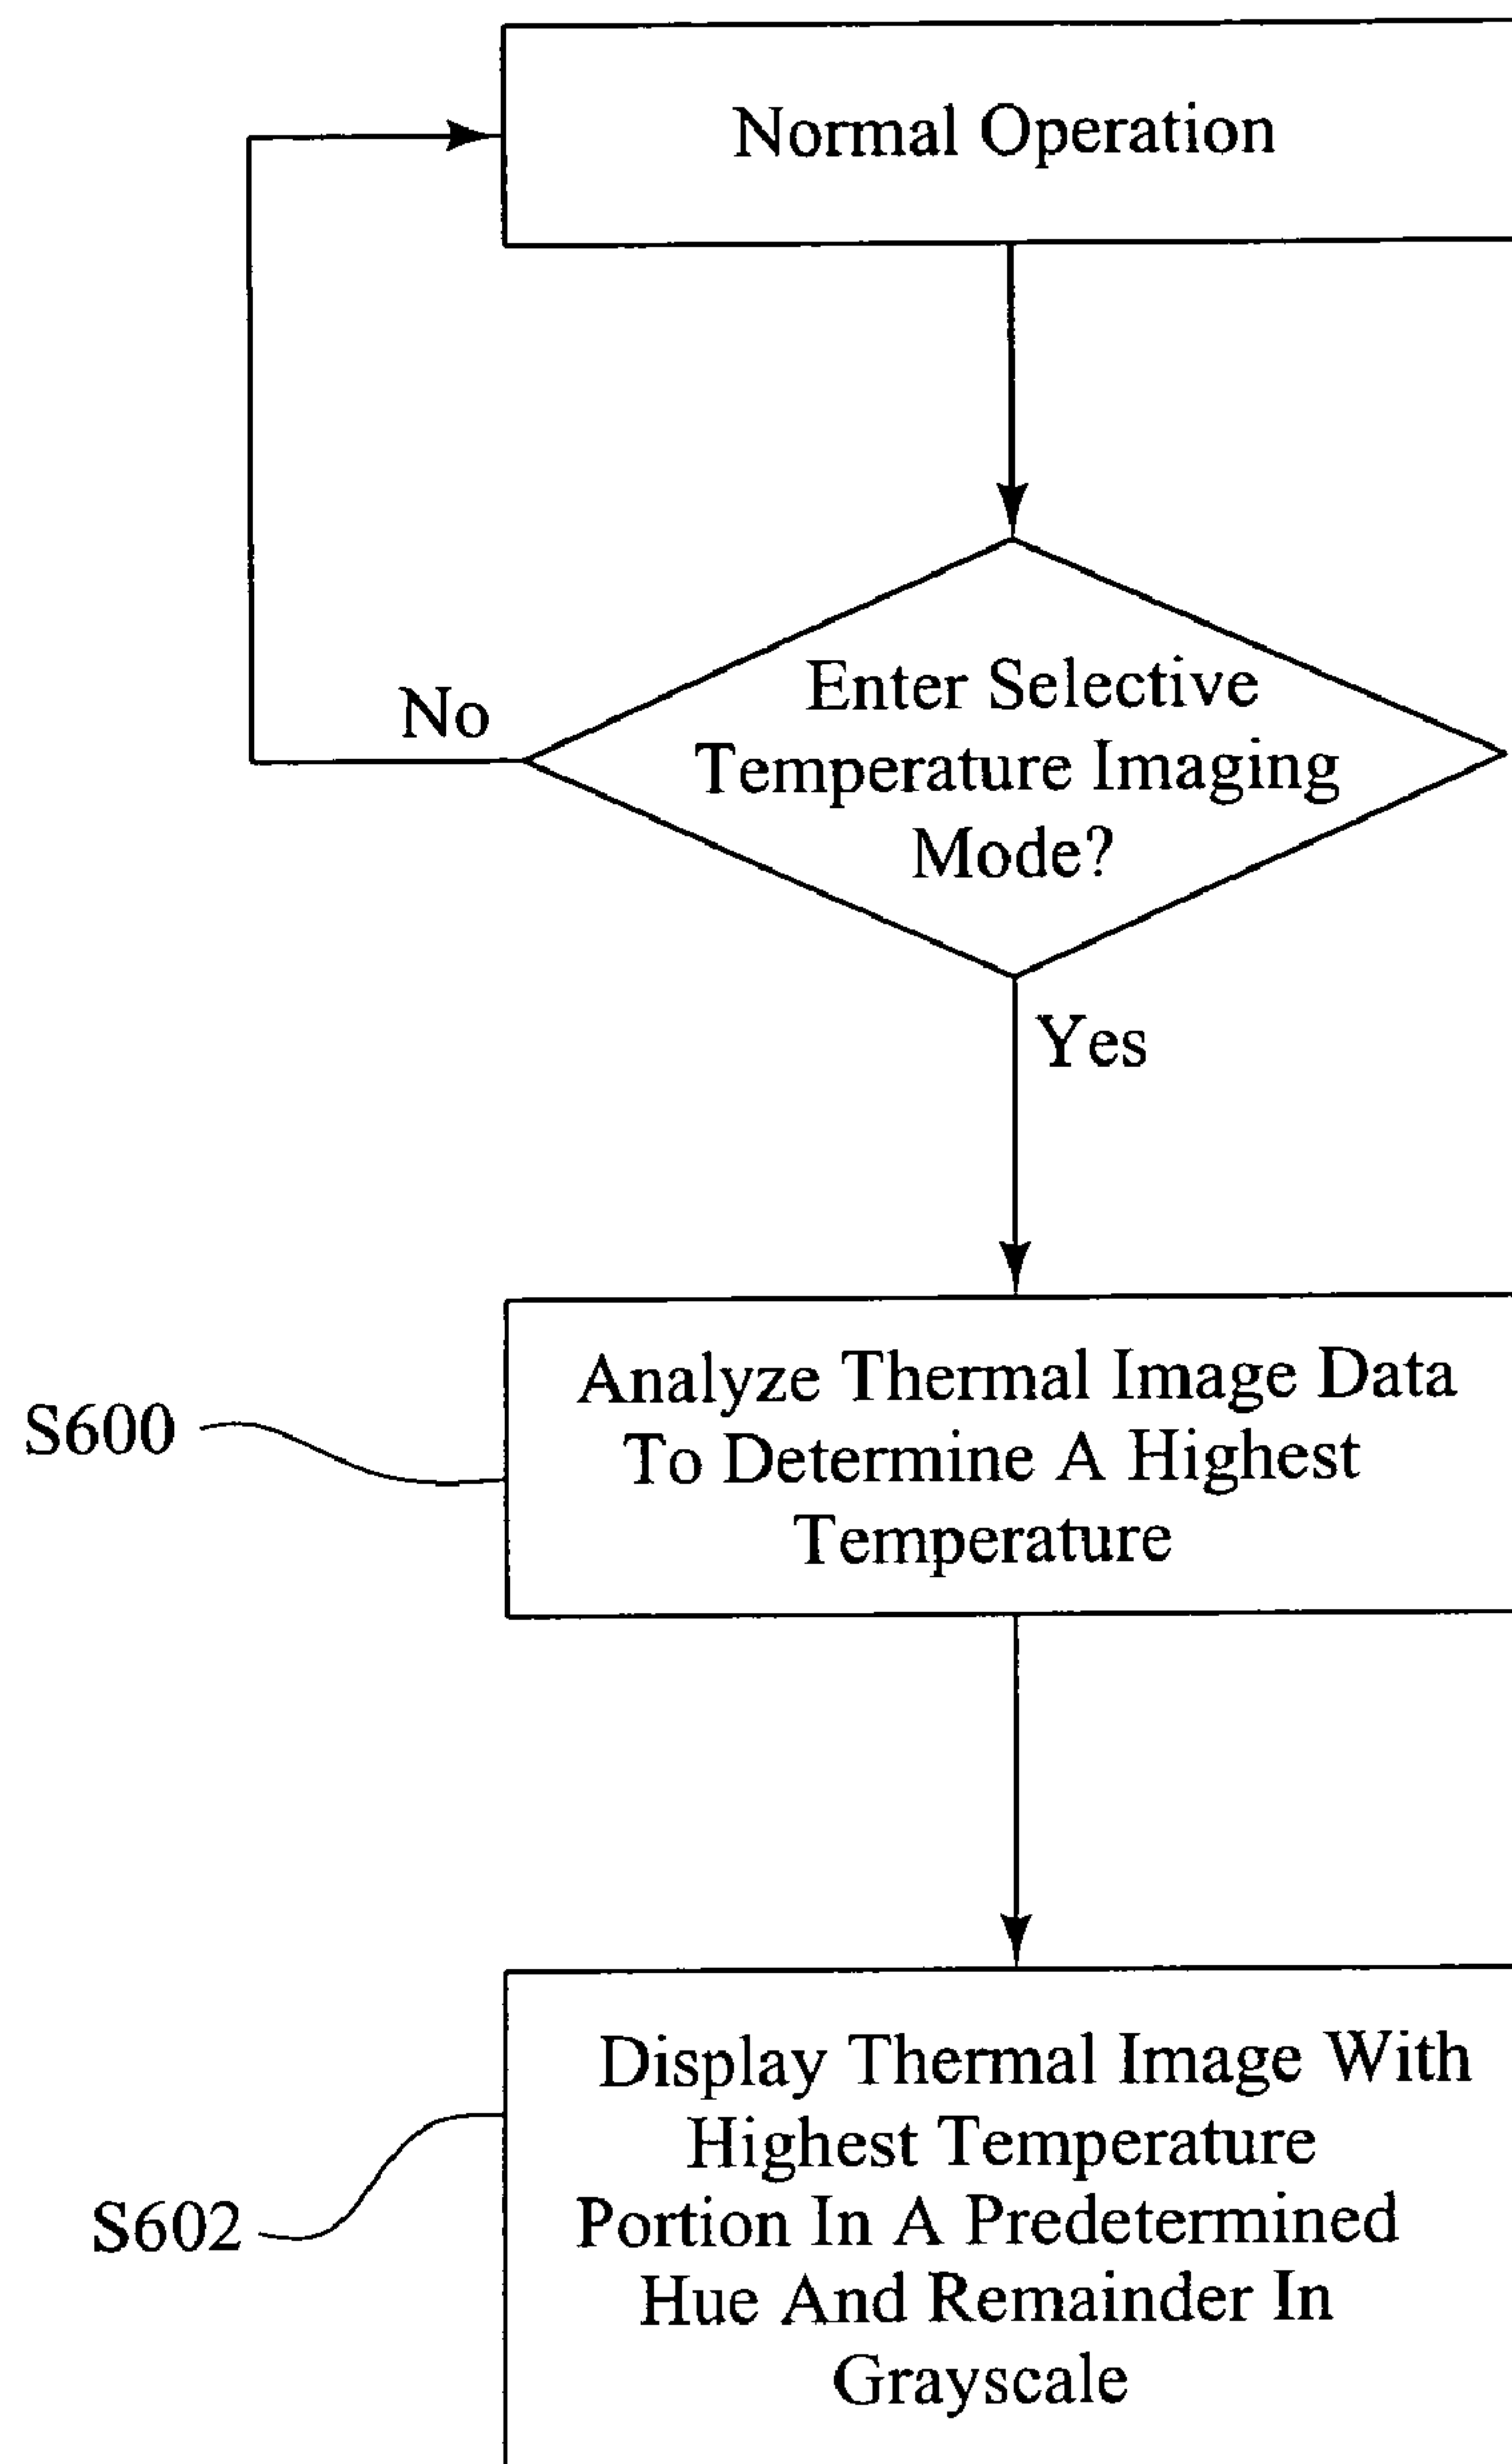 Normal Operation
Enter Selective
Temperature Imaging
Mode?
No
Yes
Analyze Thermal Image Data
To Determine A Highest
Temperature
S600
Display Thermal Image With
Highest Temperature
Portion In A Predetermined
Hue And Remainder In
Grayscale
S602